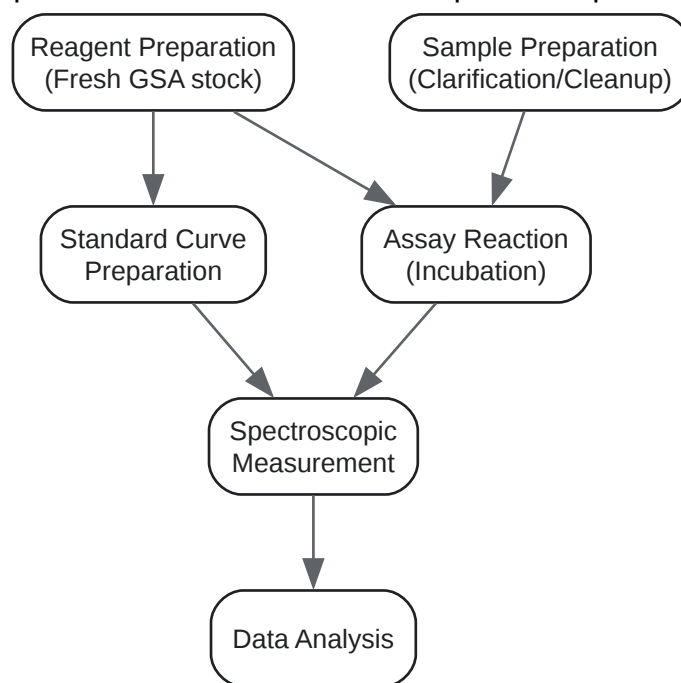 Reagent Preparation
(Fresh GSA stock)
Sample Preparation
(Clarification/Cleanup)
Standard Curve
Preparation
Assay Reaction
(Incubation)
Spectroscopic
Measurement
Data Analysis